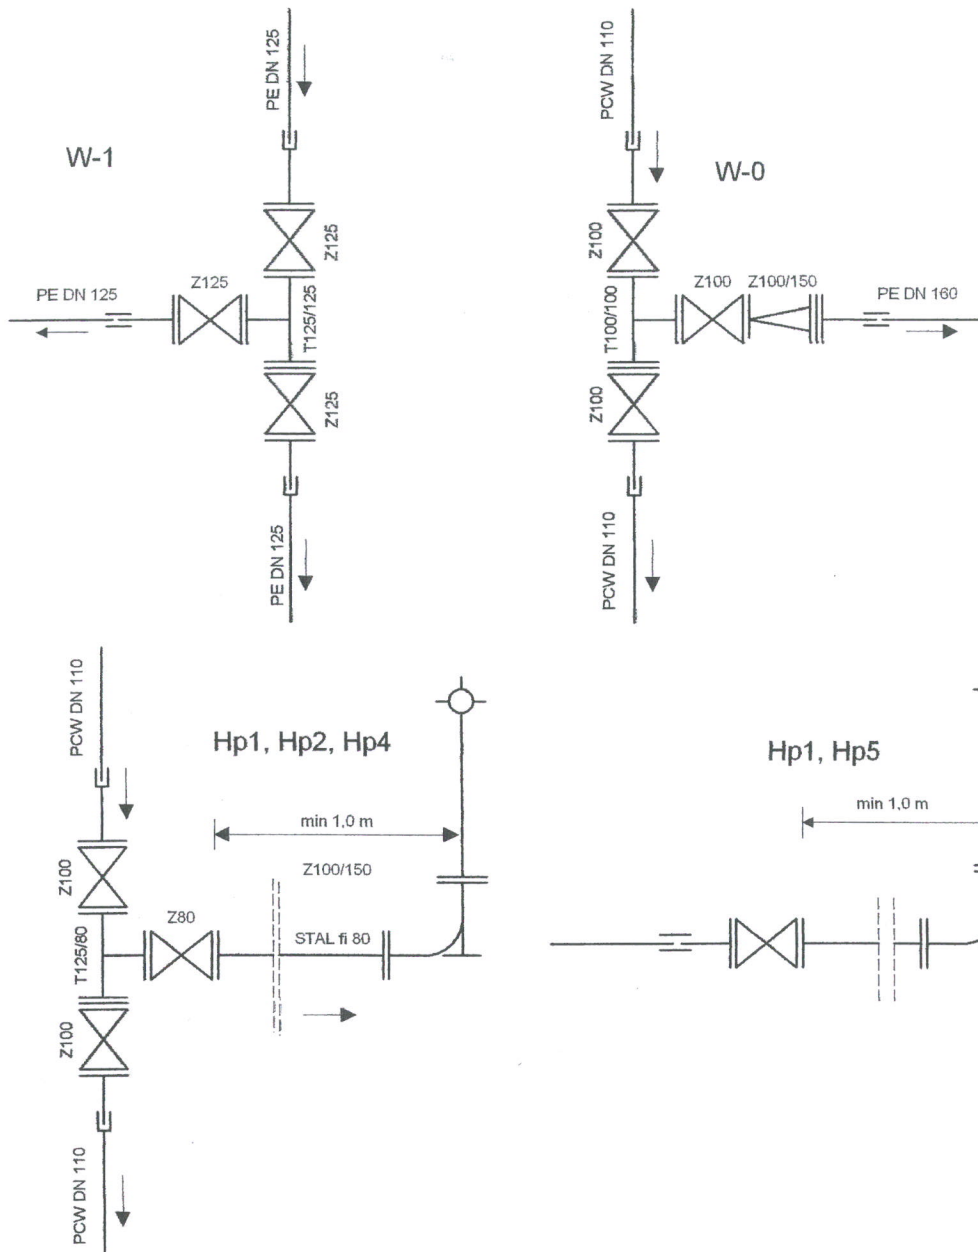 W-1
PE DN 125
Z125
Z125
PE DN 125
T125/125
Z125
PE DN 125
W-0
PCW DN 110
Z100
Z100
Z100/150
PE DN 160
T100/100
Z100
PCW DN 110
Hp1, Hp2, Hp4
PCW DN 110
min 1,0 m
Z100
Z100/150
Z80
STAL fi 80
T125/80
Z100
PCW DN 110
Hp1, Hp5
min 1,0 m